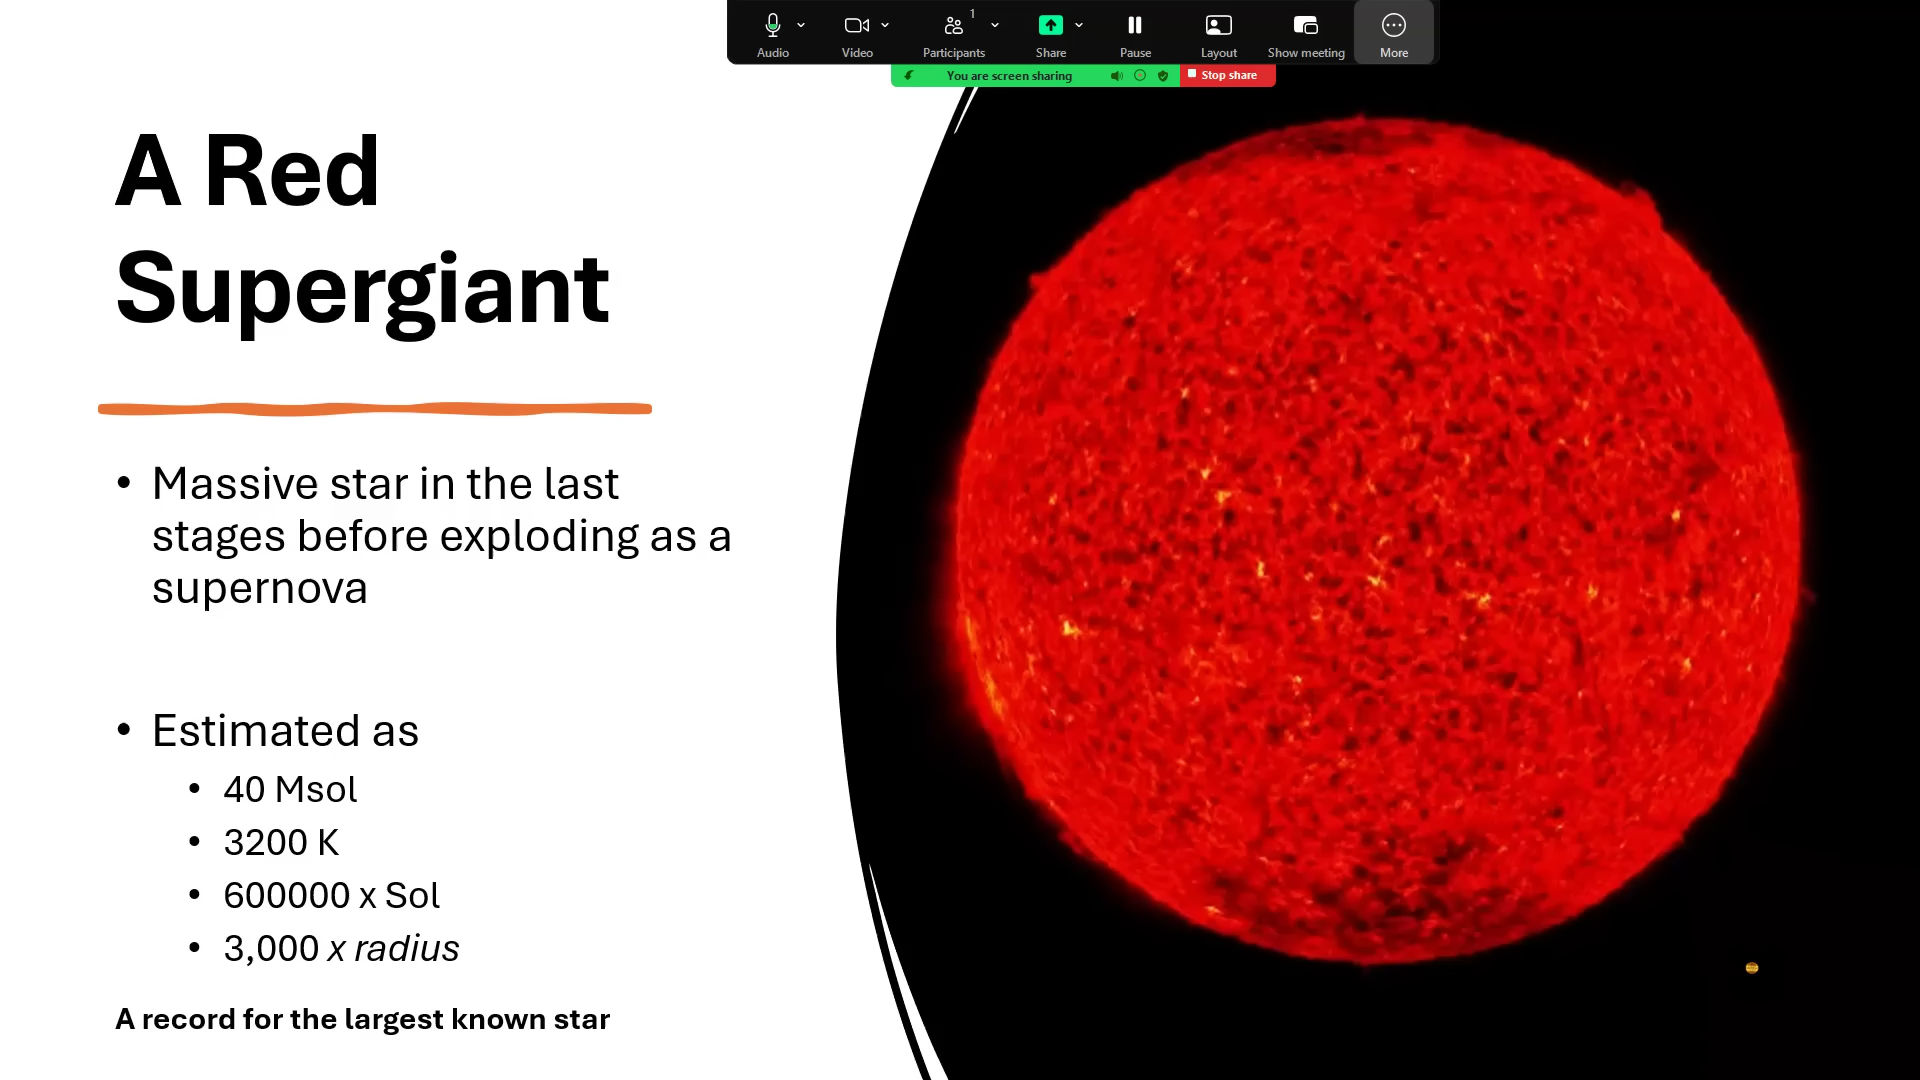 1
Audio Video Participants Share Pause Layout Show meeting More
You are screen sharing Stop share
A Red
Supergiant
• Massive star in the last
stages before exploding as a
supernova
• Estimated as
• 40 Msol
• 3200 K
• 600000 x Sol
• 3,000 x radius
A record for the largest known star